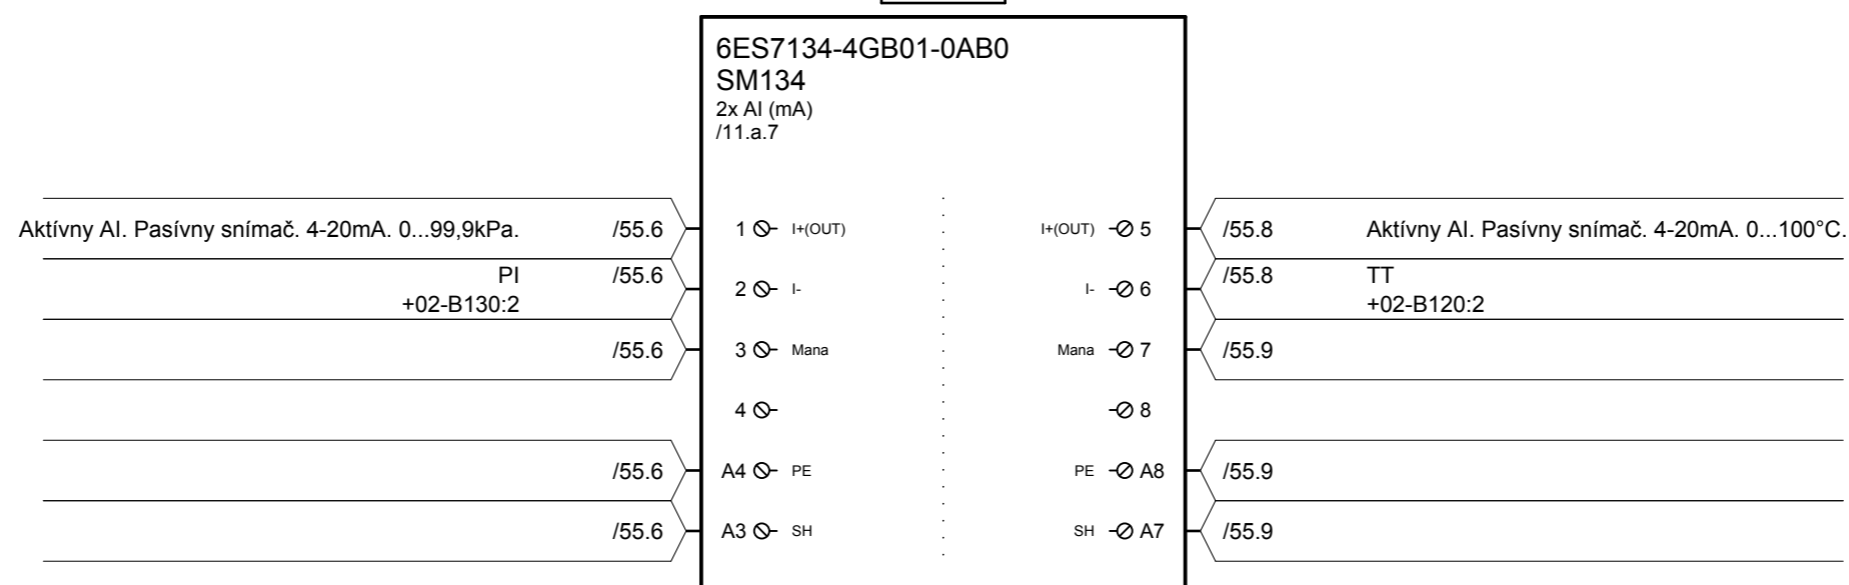 6ES7134-4GB01-0AB0
SM134
2x AI (mA)
/11.a.7
Aktívny AI. Pasívny snímač. 4-20mA. 0...99,9kPa. /55.6 1 I+(OUT) I+(OUT) 5 /55.8 Aktívny AI. Pasívny snímač. 4-20mA. 0...100°C.
PI /55.6 2 I- I- 6 /55.8 TT
+02-B130:2 +02-B120:2
/55.6 3 Mana Mana 7 /55.9
4 8
/55.6 A4 PE PE A8 /55.9
/55.6 A3 SH SH A7 /55.9